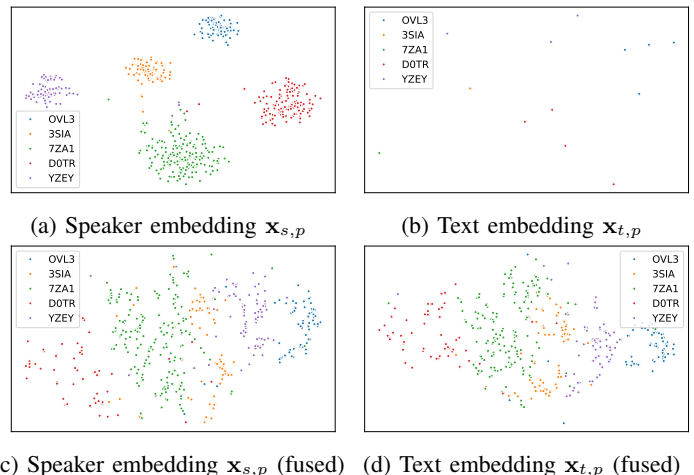 OVL3
3SIA
7ZA1
D0TR
YZEY
OVL3
3SIA
7ZA1
D0TR
YZEY
(a) Speaker embedding x_{s,p}
(b) Text embedding x_{t,p}
OVL3
3SIA
7ZA1
D0TR
YZEY
OVL3
3SIA
7ZA1
D0TR
YZEY
c) Speaker embedding x_{s,p} (fused)
(d) Text embedding x_{t,p} (fused)